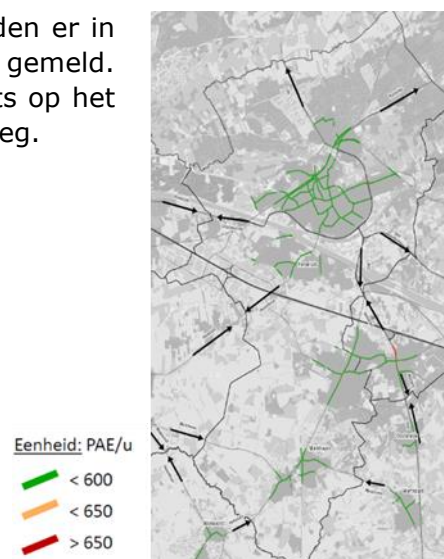 den er in
gemeld.
ts op het
eg.
Eenheid: PAE/u
< 600
< 650
> 650